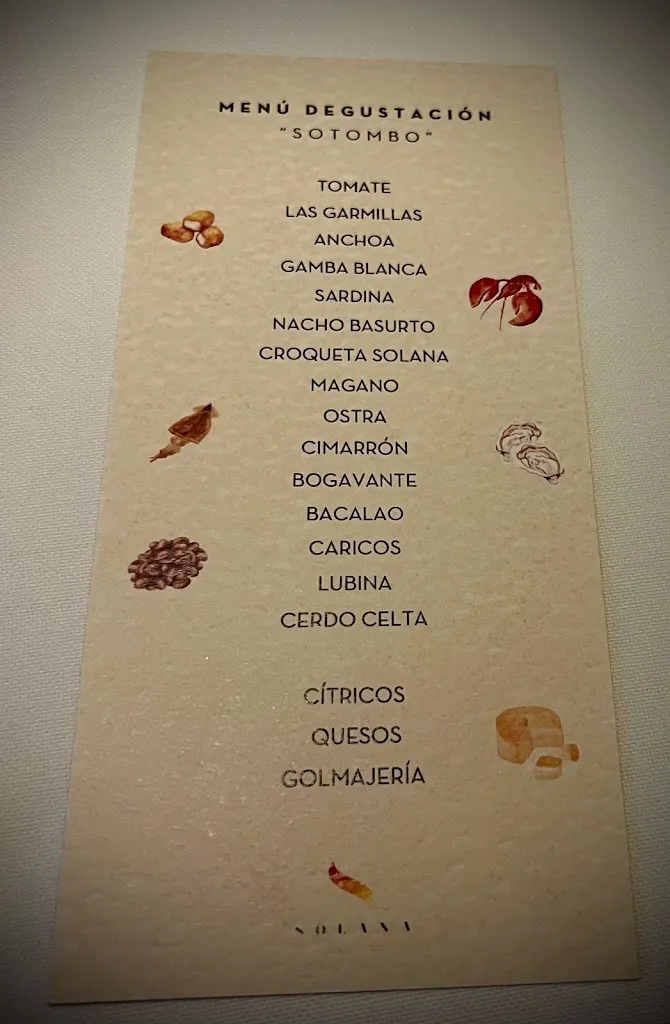 MENÚ DEGUSTACIÓN
"SOTOMBO"
TOMATE
LAS GARMILLAS
ANCHOA
GAMBA BLANCA
SARDINA
NACHO BASURTO
CROQUETA SOLANA
MAGANO
OSTRA
CIMARRÓN
BOGAVANTE
BACALAO
CARICOS
LUBINA
CERDO CELTA
CÍTRICOS
QUESOS
GOLMAJERÍA
SOLANA